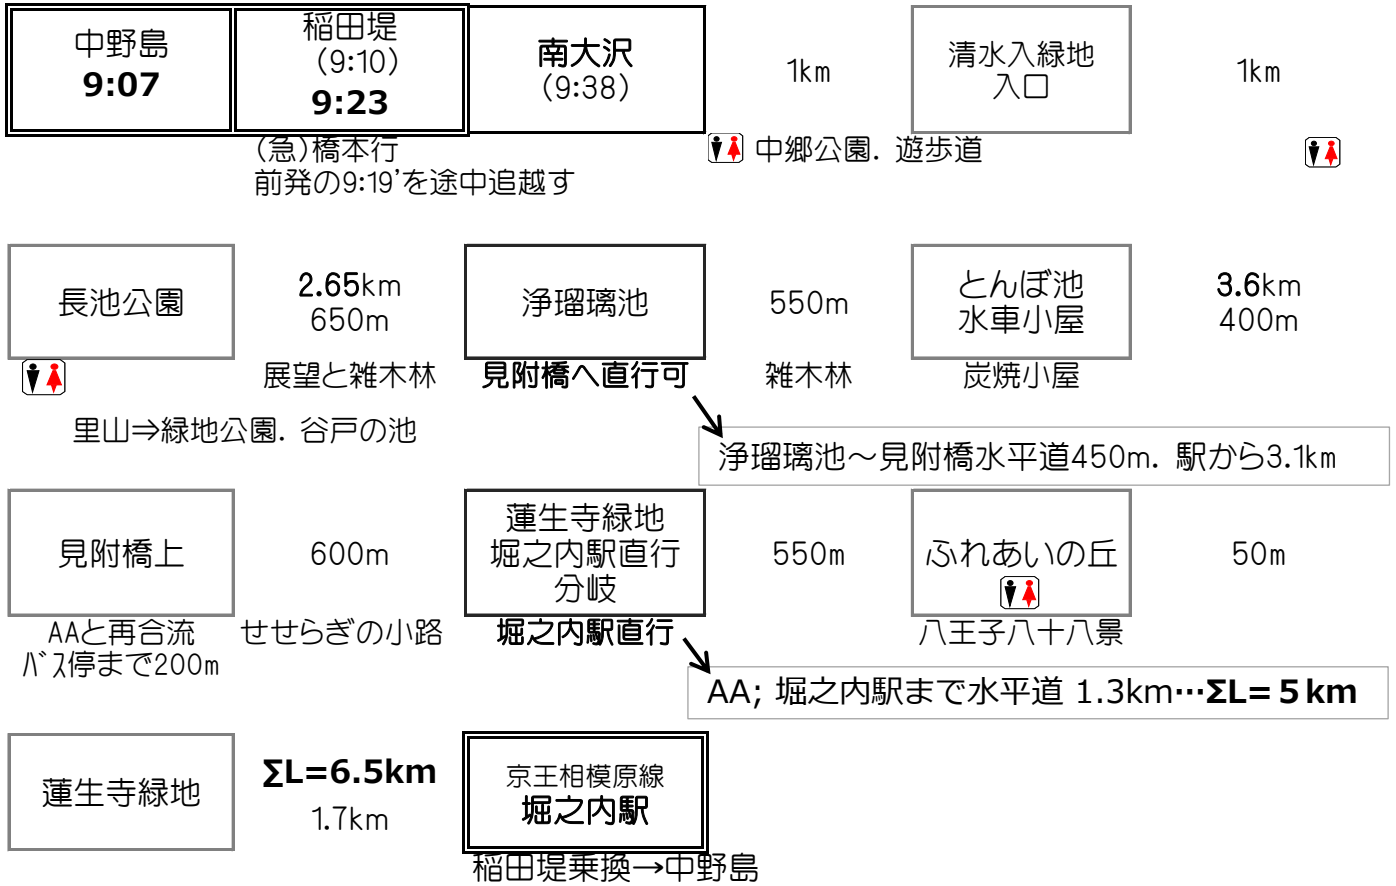 中野島
9:07
稲田堤
(9:10)
9:23
南大沢
(9:38)
1km
清水入緑地
入口
1km
(急)橋本行
前発の9:19'を途中追越す
中郷公園. 遊歩道
長池公園
2.65km
650m
浄瑠璃池
550m
とんぼ池
水車小屋
3.6km
400m
展望と雑木林
見附橋へ直行可
雑木林
炭焼小屋
里山⇒緑地公園. 谷戸の池
浄瑠璃池～見附橋水平道450m. 駅から3.1km
見附橋上
600m
蓮生寺緑地
堀之内駅直行
分岐
550m
ふれあいの丘
50m
AAと再合流
バス停まで200m
せせらぎの小路
堀之内駅直行
八王子八十八景
AA; 堀之内駅まで水平道 1.3km…ΣL= 5 km
蓮生寺緑地
ΣL=6.5km
1.7km
京王相模原線
堀之内駅
稲田堤乗換→中野島